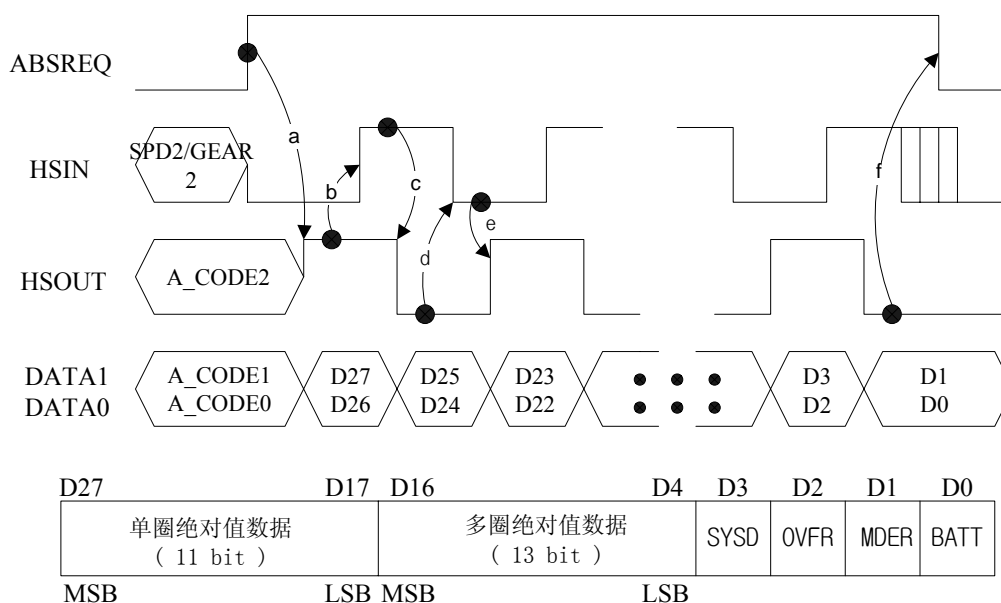 ABSREQ
a
SPD2/GEAR
2
HSIN
b
c
f
d
e
HSOUT
A_CODE2
DATA1
DATA0
A_CODE1
A_CODE0
D27
D26
D25
D24
D23
D22
D3
D2
D1
D0
D27 D17 D16 D4 D3 D2 D1 D0
单圈绝对值数据
( 11 bit )
多圈绝对值数据
( 13 bit )
SYSD OVFR MDER BATT
MSB LSB MSB LSB